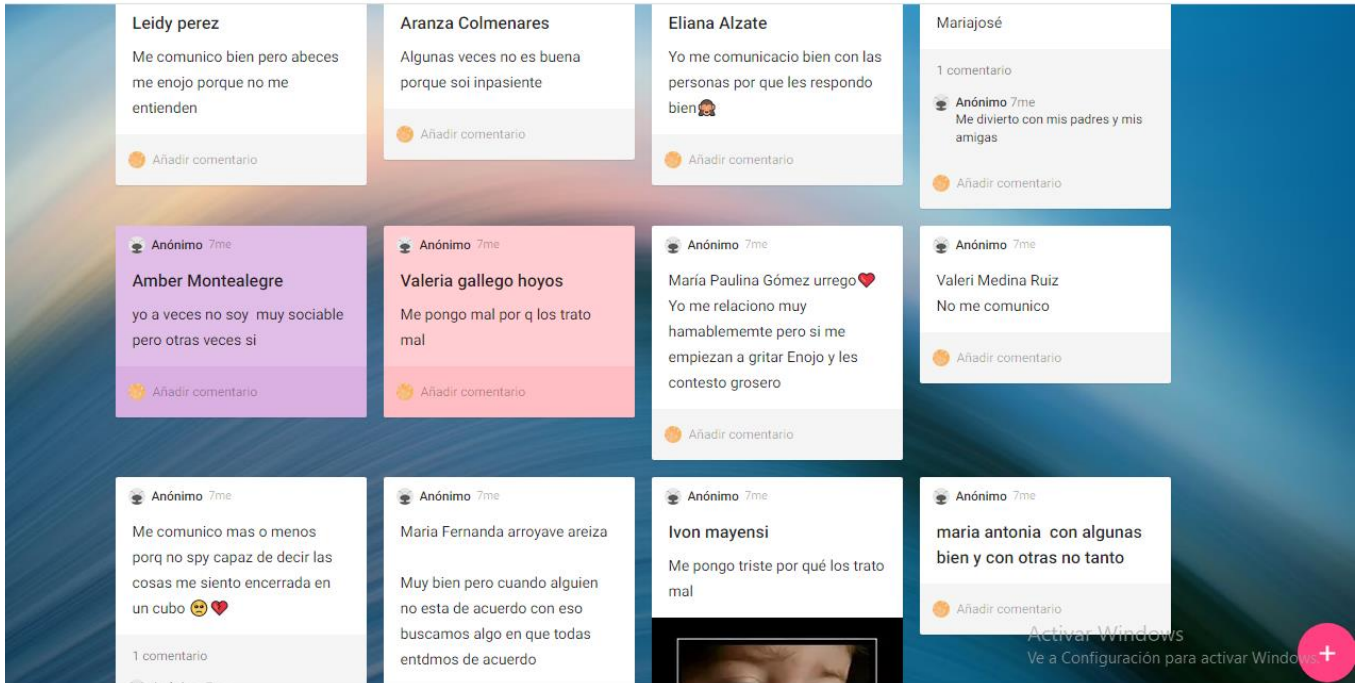 Leidy perez
Me comunico bien pero abeces
me enojo porque no me
entienden
Añadir comentario
Aranza Colmenares
Algunas veces no es buena
porque soi inpasiente
Añadir comentario
Eliana Alzate
Yo me comunicacio bien con las
personas por que les respondo
bien🙈
Añadir comentario
Mariajosé
1 comentario
Anónimo 7me
Me divierto con mis padres y mis
amigas
Añadir comentario
Anónimo 7me
Amber Montealegre
yo a veces no soy muy sociable
pero otras veces si
Añadir comentario
Anónimo 7me
Valeria gallego hoyos
Me pongo mal por q los trato
mal
Añadir comentario
Anónimo 7me
María Paulina Gómez urrego❤️
Yo me relaciono muy
hamablememte pero si me
empiezan a gritar Enojo y les
contesto grosero
Añadir comentario
Anónimo 7me
Valeri Medina Ruiz
No me comunico
Añadir comentario
Anónimo 7me
Me comunico mas o menos
porq no spy capaz de decir las
cosas me siento encerrada en
un cubo 🥺💔
1 comentario
Anónimo 7me
Maria Fernanda arroyave areiza
Muy bien pero cuando alguien
no esta de acuerdo con eso
buscamos algo en que todas
entdmos de acuerdo
Anónimo 7me
Ivon mayensi
Me pongo triste por qué los trato
mal
Anónimo 7me
maria antonia con algunas
bien y con otras no tanto
Añadir comentario
Activar Windows
Ve a Configuración para activar Windows.
+